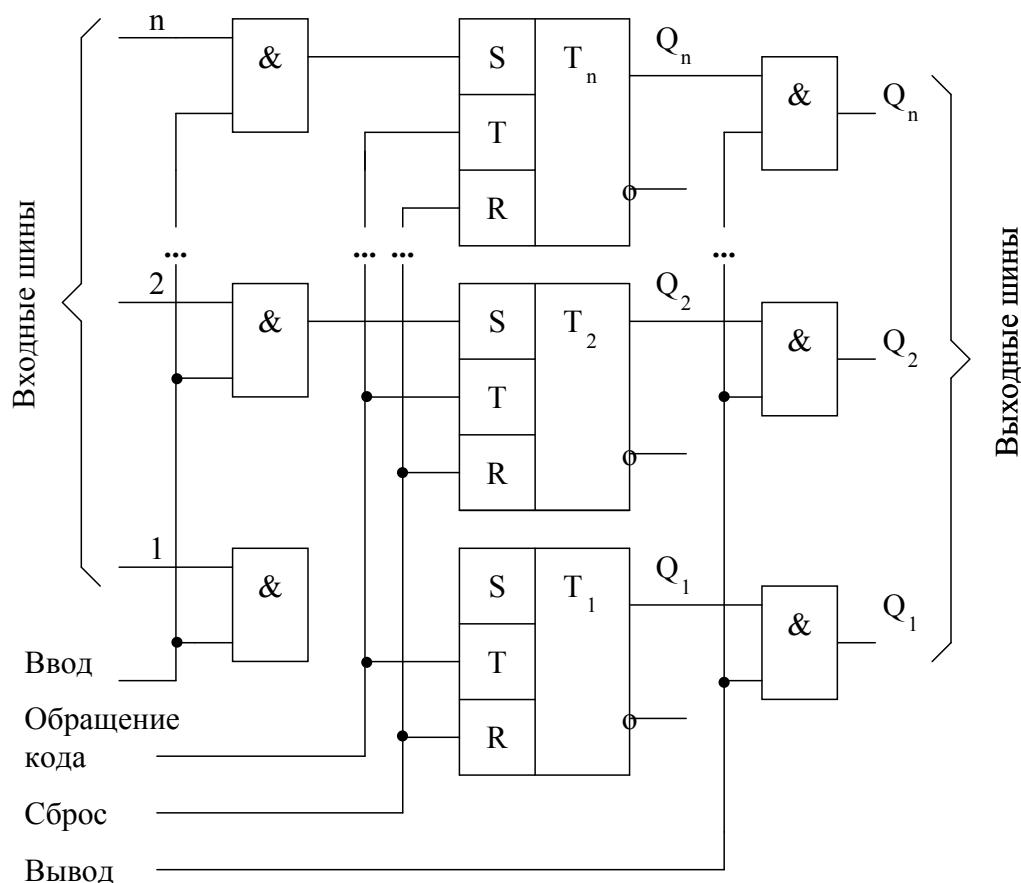 n
&
S
T n
Q n
&
Q n
T
R
Входные шины
...
... ...
...
Выходные шины
2
&
S
T 2
Q 2
&
Q 2
T
R
1
&
S
T 1
Q 1
&
Q 1
T
R
Ввод
Обращение
кода
Сброс
Вывод